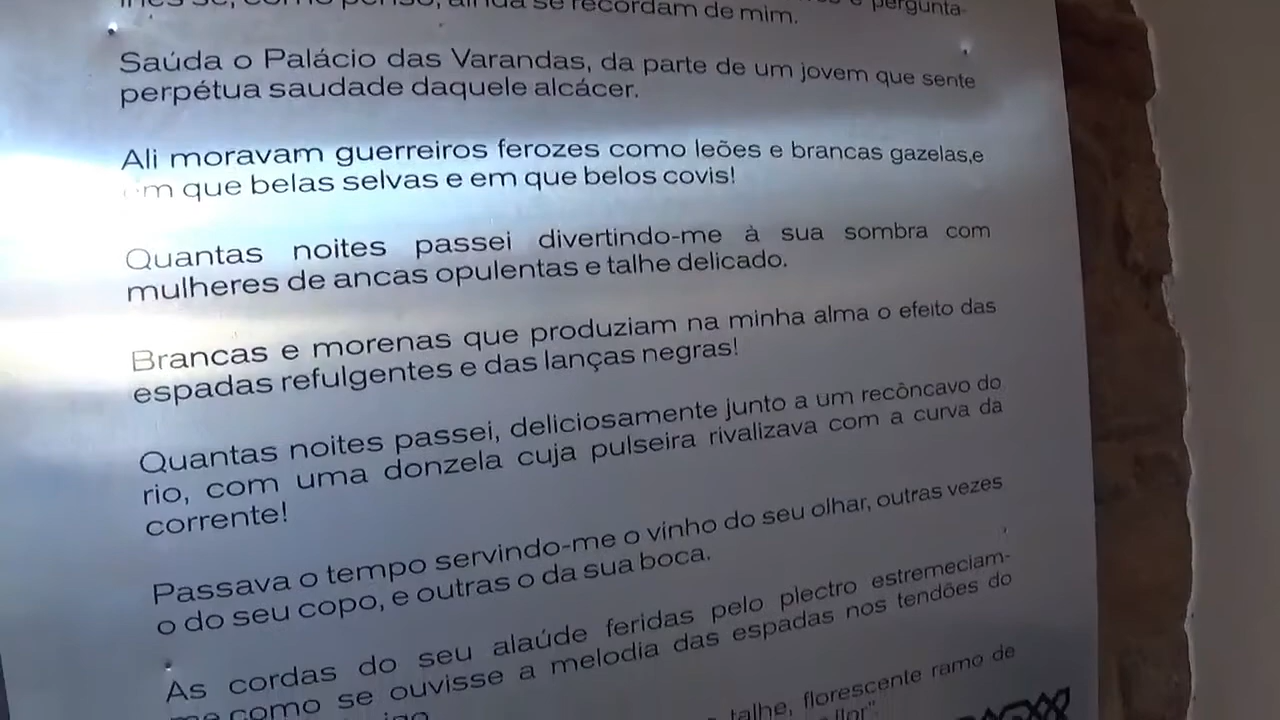 se, como penso, ainda se recordam de mim.
pergunta-
Saúda o Palácio das Varandas, da parte de um jovem que sente
perpétua saudade daquele alcácer.
Ali moravam guerreiros ferozes como leões e brancas gazelas,e
em que belas selvas e em que belos covis!
Quantas noites passei divertindo-me à sua sombra com
mulheres de ancas opulentas e talhe delicado.
Brancas e morenas que produziam na minha alma o efeito das
espadas refulgentes e das lanças negras!
Quantas noites passei, deliciosamente junto a um recôncavo do
rio, com uma donzela cuja pulseira rivalizava com a curva da
corrente!
Passava o tempo servindo-me o vinho do seu olhar, outras vezes
o do seu copo, e outras o da sua boca.
As cordas do seu alaúde feridas pelo plectro estremeciam-
me como se ouvisse a melodia das espadas nos tendões do
talhe, florescente ramo de